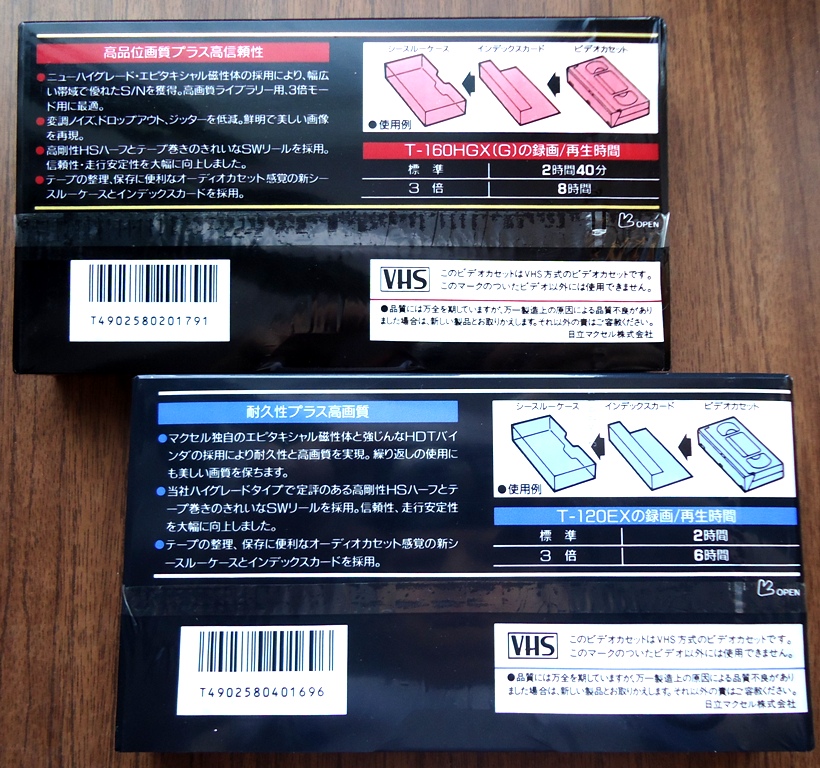 高品位画質プラス高信頼性
●ニューハイグレード・エピタキシャル磁性体の採用により、幅広
い帯域で優れたS/Nを獲得。高画質ライブラリー用、3倍モー
ド用に最適。
●変調ノイズ、ドロップアウト、ジッターを低減。鮮明で美しい画像
を再現。
●高剛性HSハーフとテープ巻きのきれいなSWリールを採用。
信頼性・走行安定性を大幅に向上しました。
●テープの整理、保存に便利なオーディオカセット感覚の新シー
スルーケースとインデックスカードを採用。
シースルーケース インデックスカード ビデオカセット
●使用例
T-160HGX(G)の録画/再生時間
標準 2時間40分
3倍 8時間
OPEN
T4902580201791
VHS
このビデオカセットはVHS方式のビデオカセットです。
このマークのついたビデオ以外には使用できません。
●品質には万全を期していますが、万一製造上の原因による品質不良があり
ました場合は、新しい製品とお取りかえします。それ以外の責はご容赦ください。
日立マクセル株式会社
耐久性プラス高画質
●マクセル独自のエピタキシャル磁性体と強じんなHDTバイ
ンダの採用により耐久性と高画質を実現。繰り返しの使用に
も美しい画質を保ちます。
●当社ハイグレードタイプで定評のある高剛性HSハーフとテ
ープ巻きのきれいなSWリールを採用。信頼性、走行安定性
を大幅に向上しました。
●テープの整理、保存に便利なオーディオカセット感覚の新シ
ースルーケースとインデックスカードを採用。
シースルーケース インデックスカード ビデオカセット
●使用例
T-120EXの録画/再生時間
標準 2時間
3倍 6時間
OPEN
T4902580401696
VHS
このビデオカセットはVHS方式のビデオカセットです。
このマークのついたビデオ以外には使用できません。
●品質には万全を期していますが、万一製造上の原因による品質不良があり
ました場合は、新しい製品とお取りかえします。それ以外の責はご容赦ください。
日立マクセル株式会社